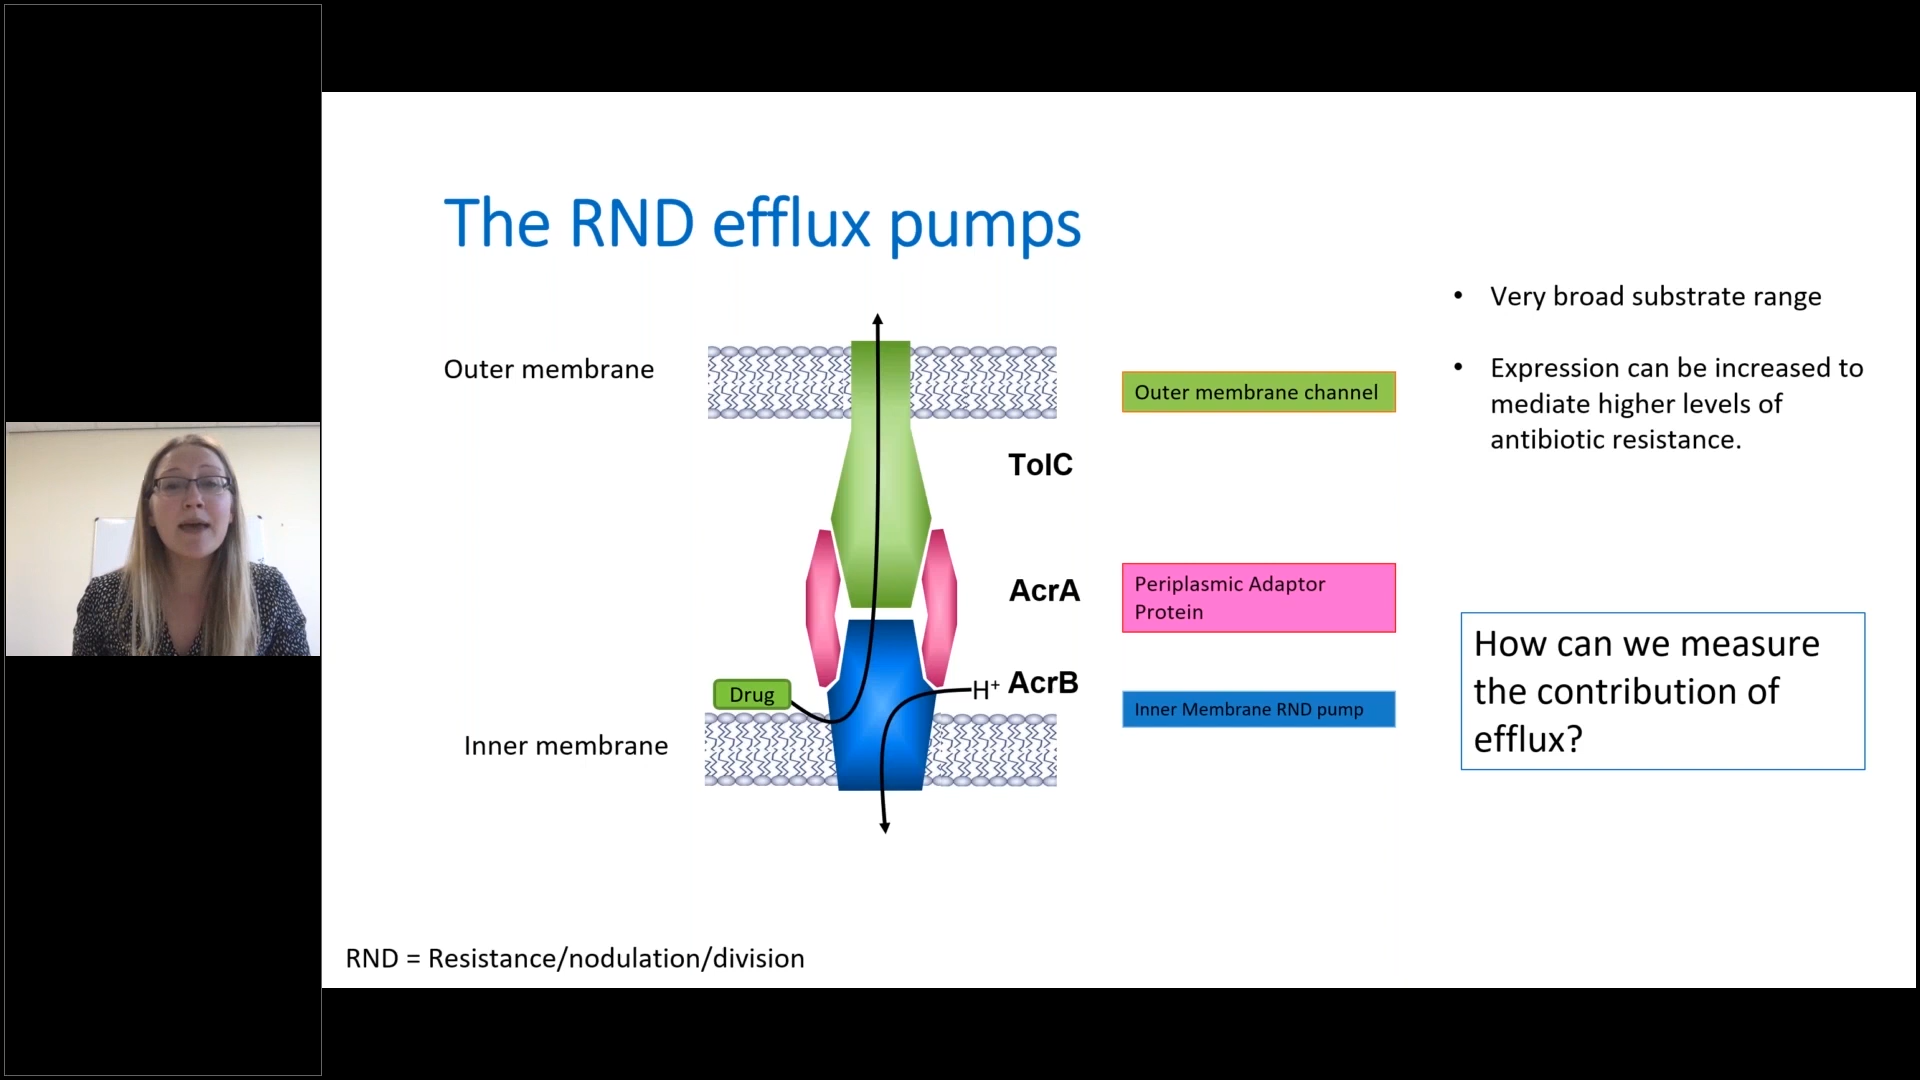 The RND efflux pumps
Outer membrane
TolC
AcrA
Drug
H+ AcrB
Inner membrane
Outer membrane channel
Periplasmic Adaptor
Protein
Inner Membrane RND pump
• Very broad substrate range
• Expression can be increased to
mediate higher levels of
antibiotic resistance.
How can we measure
the contribution of
efflux?
RND = Resistance/nodulation/division